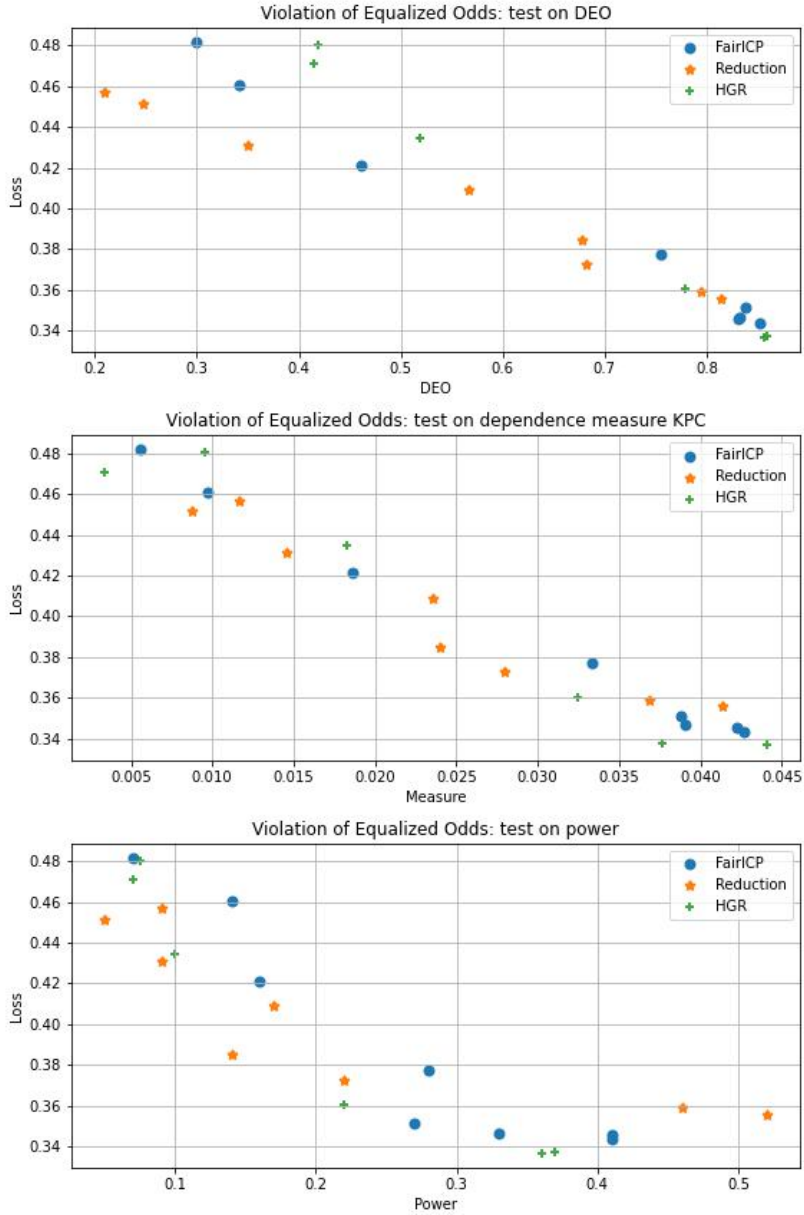 Violation of Equalized Odds: test on DEO
0.48
0.46
0.44
0.42
0.40
0.38
0.36
0.34
Loss
FairICP
Reduction
HGR
0.2 0.3 0.4 0.5 0.6 0.7 0.8
DEO
Violation of Equalized Odds: test on dependence measure KPC
0.48
0.46
0.44
0.42
0.40
0.38
0.36
0.34
Loss
FairICP
Reduction
HGR
0.005 0.010 0.015 0.020 0.025 0.030 0.035 0.040 0.045
Measure
Violation of Equalized Odds: test on power
0.48
0.46
0.44
0.42
0.40
0.38
0.36
0.34
Loss
FairICP
Reduction
HGR
0.1 0.2 0.3 0.4 0.5
Power